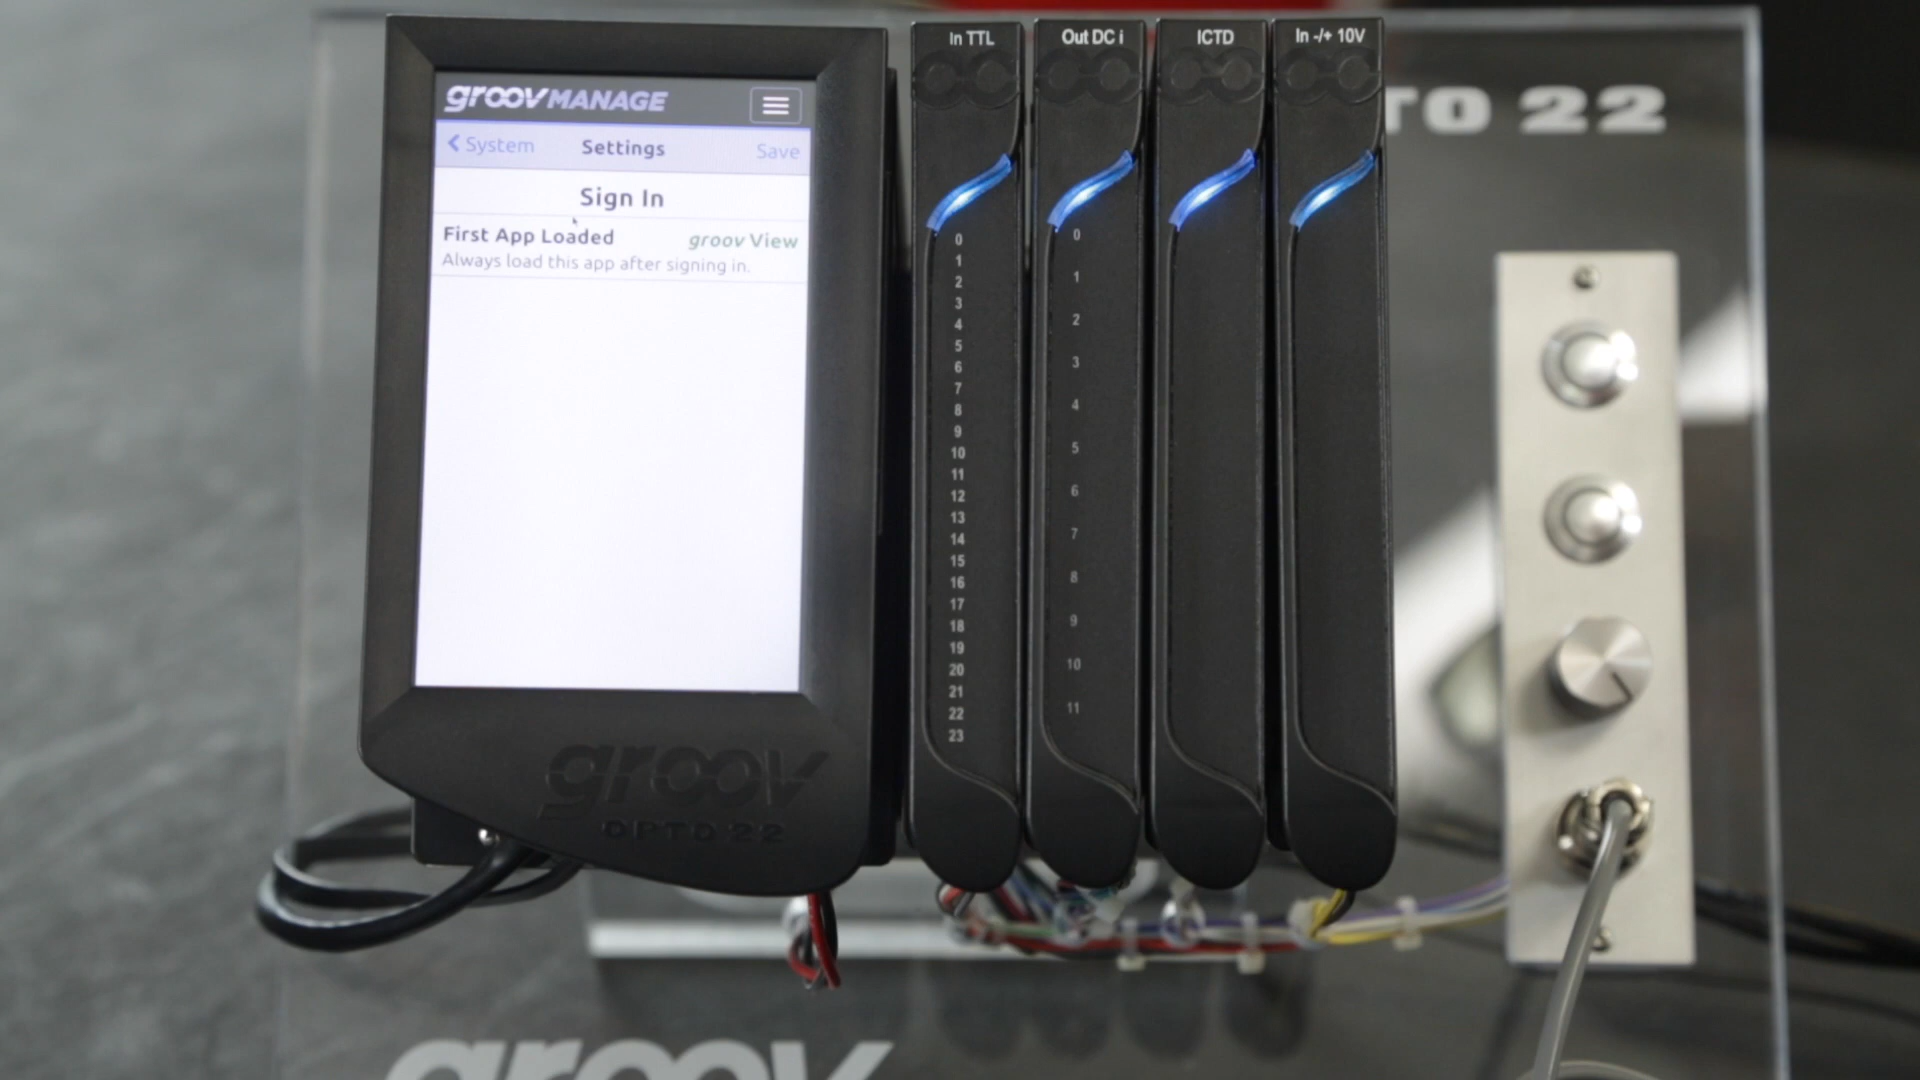 groov MANAGE
System Settings Save
Sign In
First App Loaded groov View
Always load this app after signing in.
groov
OPTO 22
In TTL
0
1
2
3
4
5
6
7
8
9
10
11
12
13
14
15
16
17
18
19
20
21
22
23
Out DC i
0
1
2
3
4
5
6
7
8
9
10
11
ICTD
In -/+ 10V
TO 22
groov